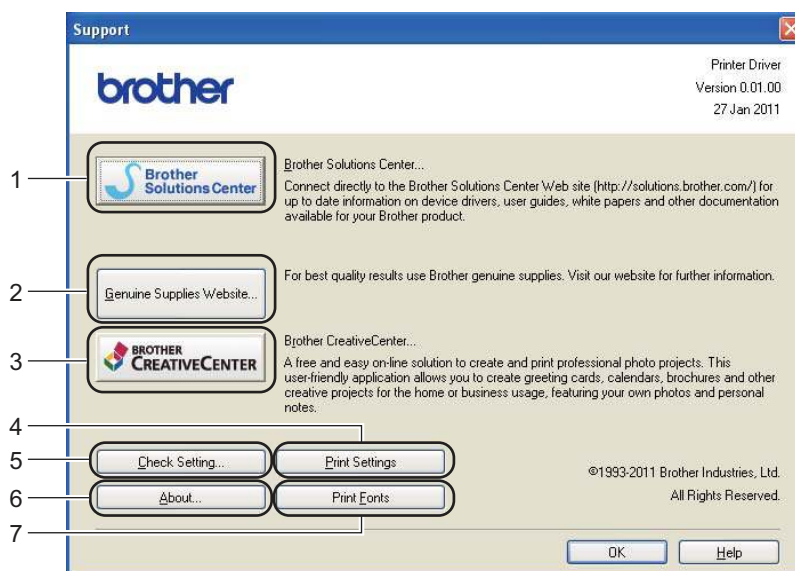 Support
brother
Printer Driver
Version 0.01.00
27 Jan 2011
1
Brother
Solutions Center
Brother Solutions Center...
Connect directly to the Brother Solutions Center Web site (http://solutions.brother.com/) for
up to date information on device drivers, user guides, white papers and other documentation
available for your Brother product.
2
Genuine Supplies Website...
For best quality results use Brother genuine supplies. Visit our website for further information.
3
BROTHER
CREATIVECENTER
Brother CreativeCenter...
A free and easy on-line solution to create and print professional photo projects. This
user-friendly application allows you to create greeting cards, calendars, brochures and other
creative projects for the home or business usage, featuring your own photos and personal
notes.
4
5
Check Setting...
Print Settings
©1993-2011 Brother Industries, Ltd.
6
About...
Print Fonts
All Rights Reserved.
7
OK
Help